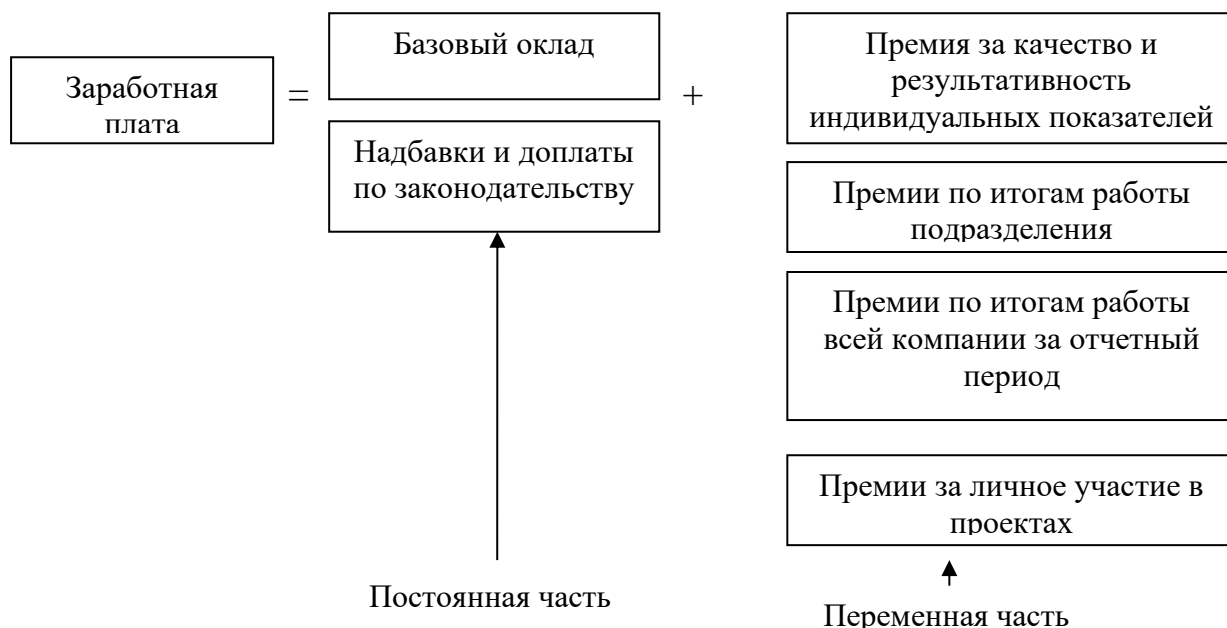 Заработная
плата
=
Базовый оклад
Надбавки и доплаты
по законодательству
+
Премия за качество и
результативность
индивидуальных показателей
Премии по итогам работы
подразделения
Премии по итогам работы
всей компании за отчетный
период
Премии за личное участие в
проектах
Постоянная часть
Переменная часть